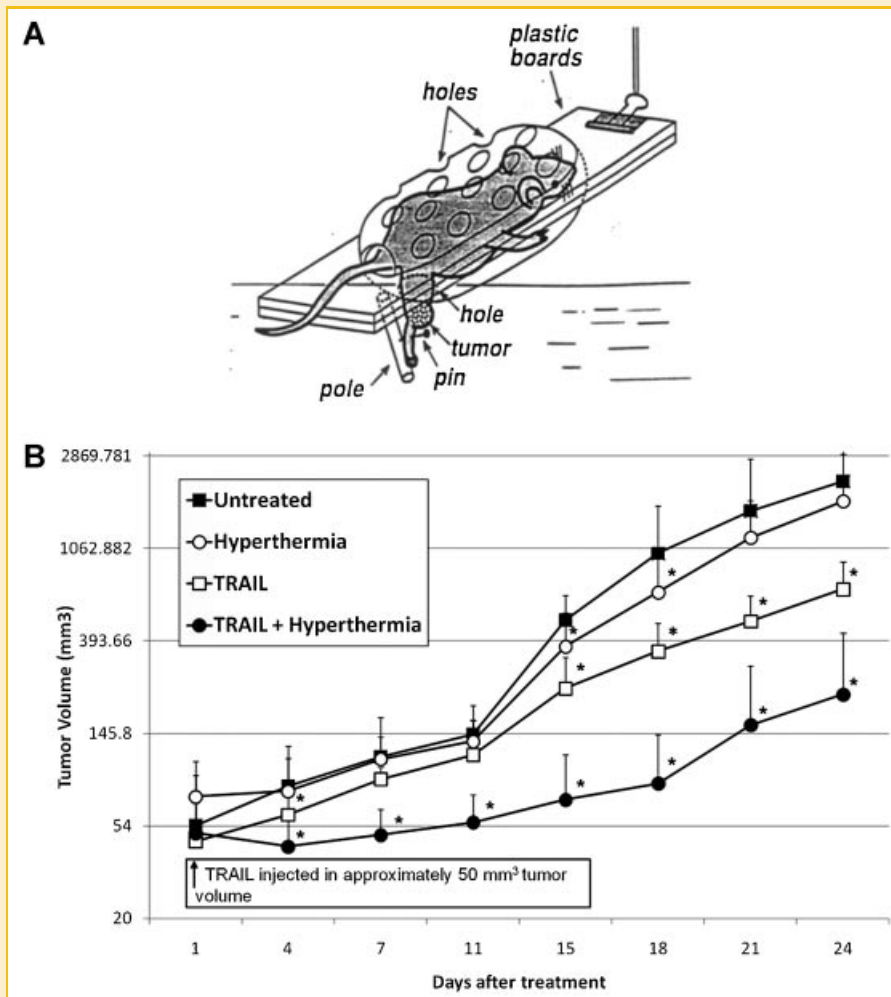 A
plastic
boards
holes
hole
tumor
pin
pole
B
2869.781
1062.882
393.66
145.8
54
20
Tumor Volume (mm3)
Untreated
Hyperthermia
TRAIL
TRAIL + Hyperthermia
* * * * * * * * * * * * * * *
↑ TRAIL injected in approximately 50 mm³ tumor
volume
1 4 7 11 15 18 21 24
Days after treatment